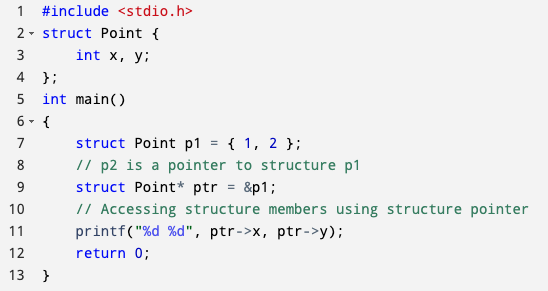 1 #include <stdio.h>
2 struct Point {
3     int x, y;
4 };
5 int main()
6 {
7     struct Point p1 = { 1, 2 };
8     // p2 is a pointer to structure p1
9     struct Point* ptr = &p1;
10     // Accessing structure members using structure pointer
11     printf("%d %d", ptr->x, ptr->y);
12     return 0;
13 }